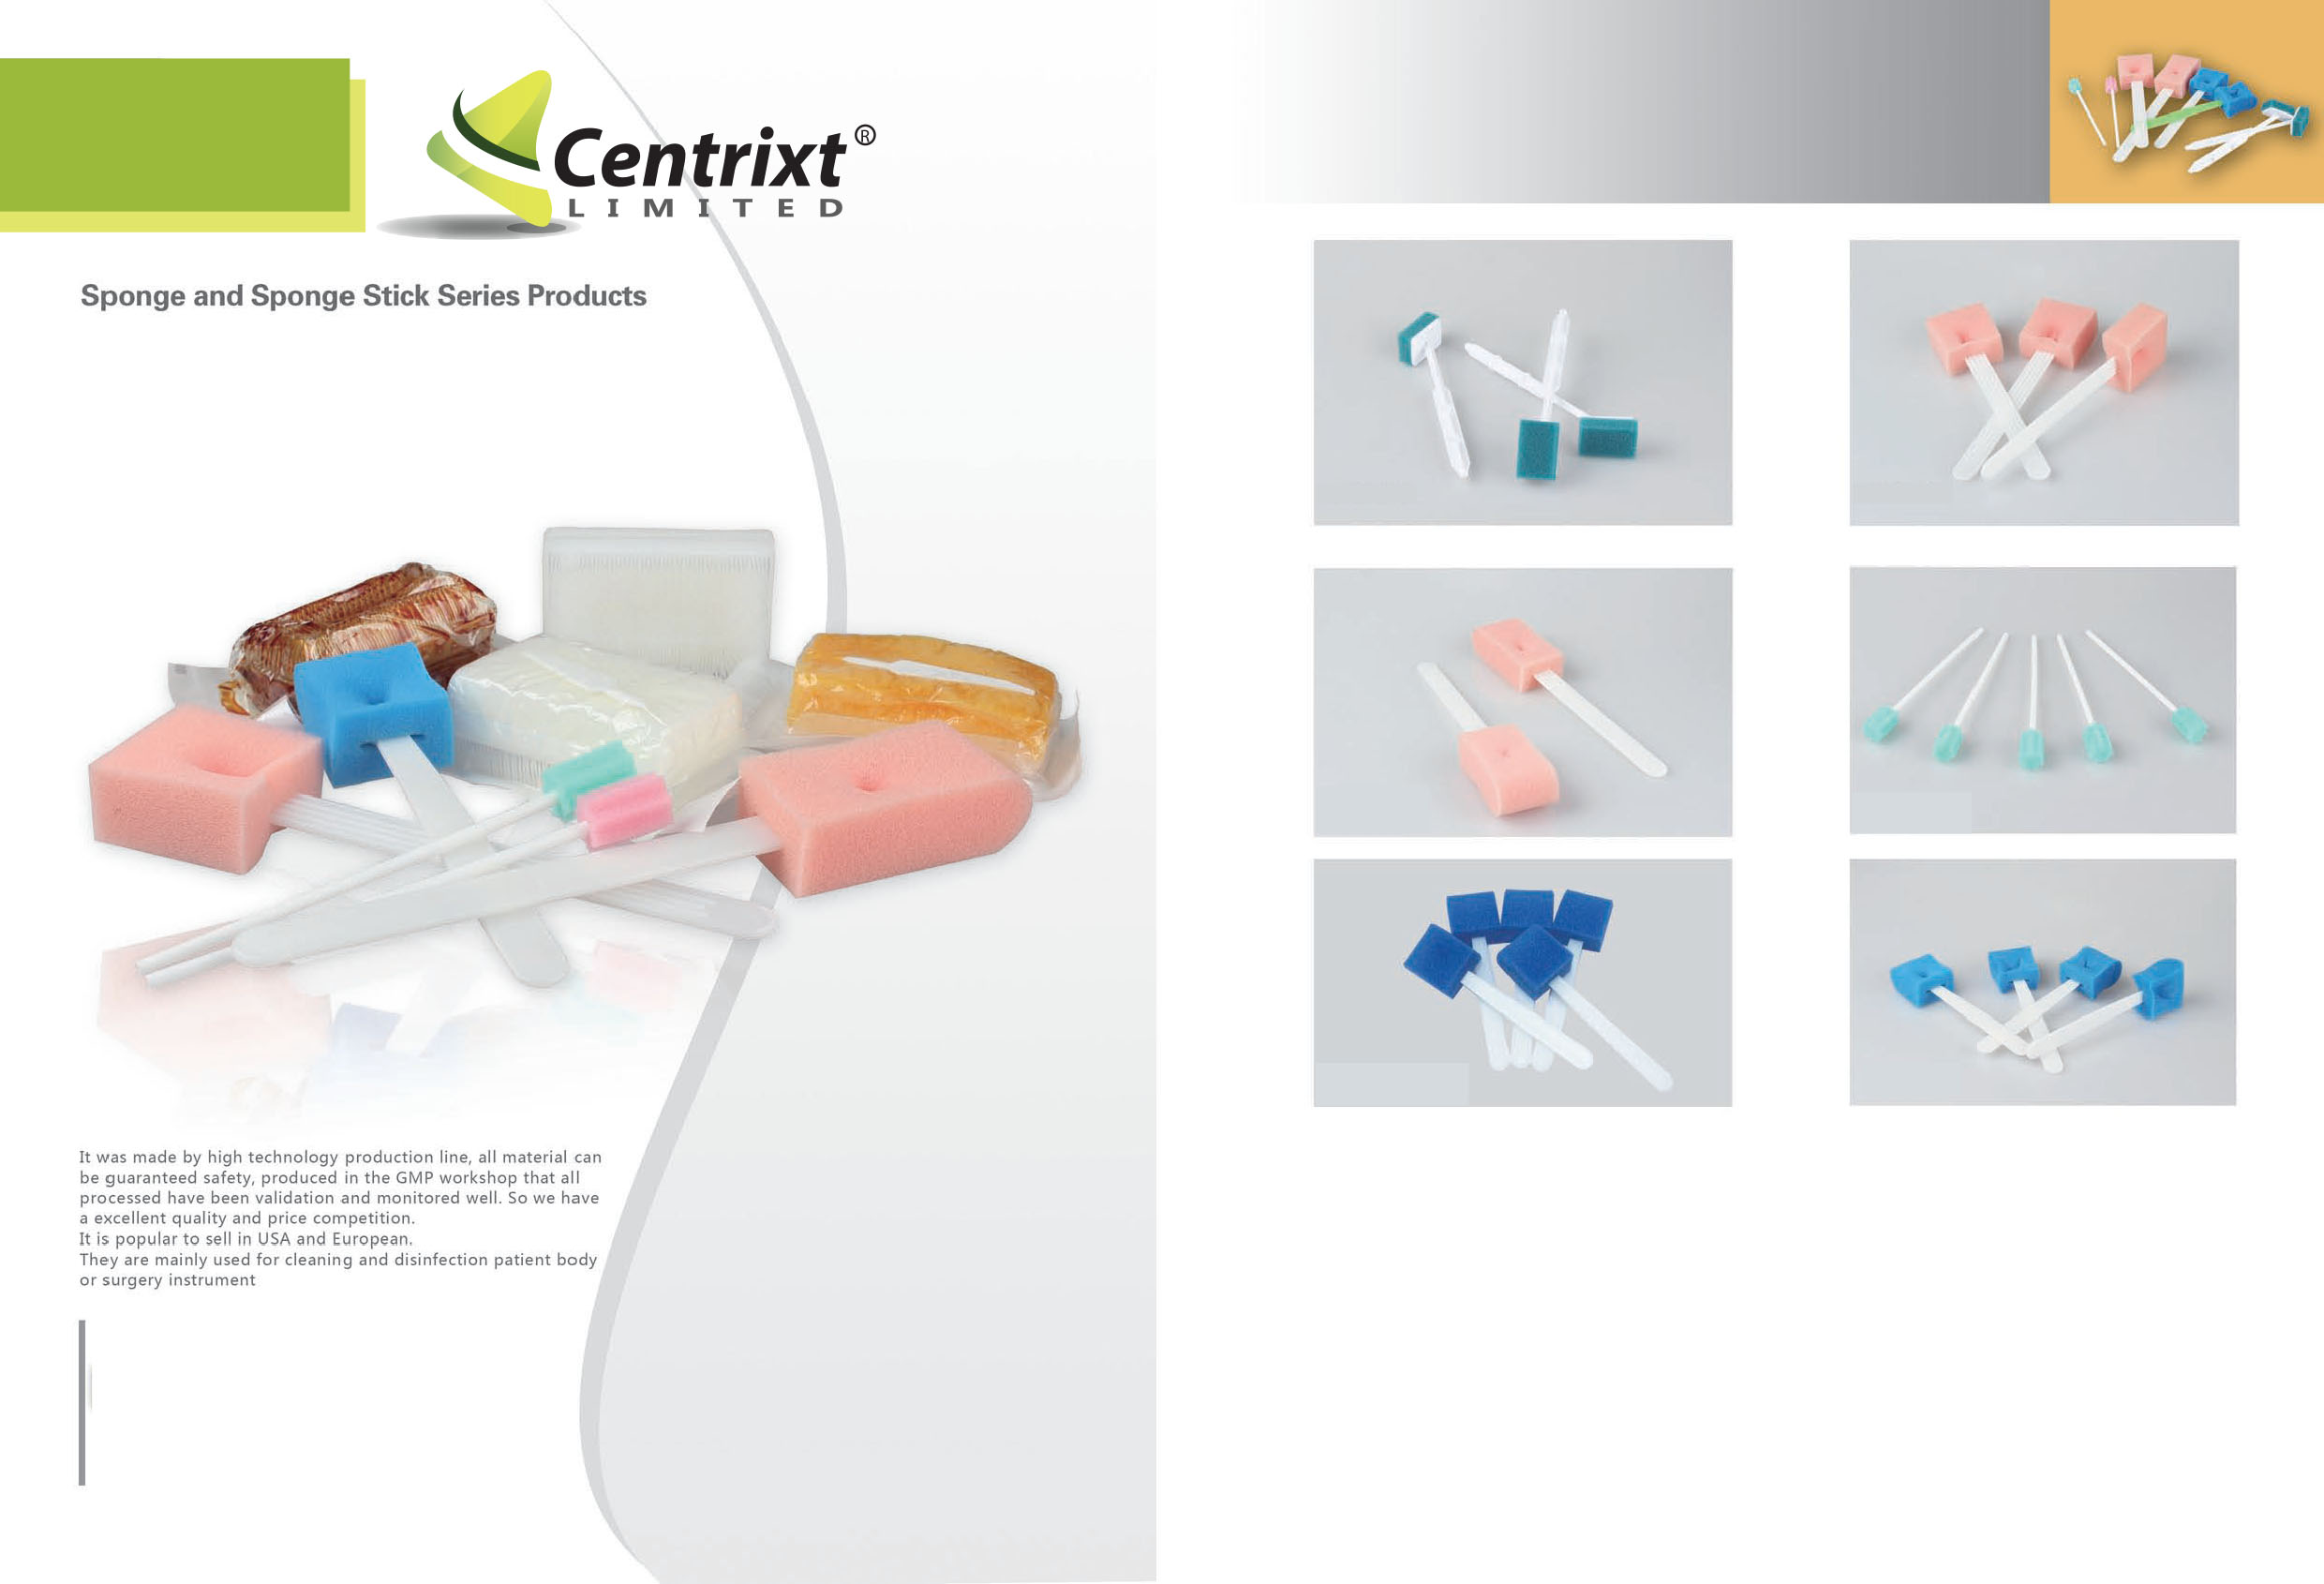 Centrixt®
LIMITED
Sponge and Sponge Stick Series Products
It was made by high technology production line, all material can
be guaranteed safety, produced in the GMP workshop that all
processed have been validation and monitored well. So we have
a excellent quality and price competition.
It is popular to sell in USA and European.
They are mainly used for cleaning and disinfection patient body
or surgery instrument